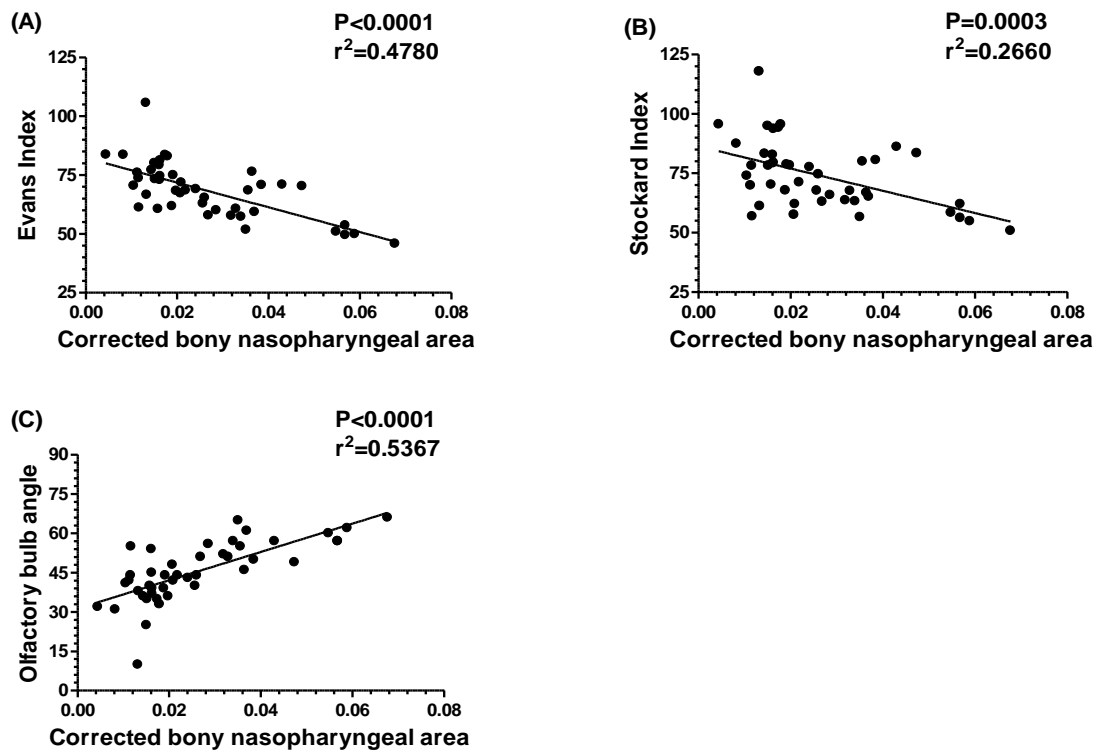 (A)
P<0.0001
r²=0.4780
125
100
75
50
25
Evans Index
0.00 0.02 0.04 0.06 0.08
Corrected bony nasopharyngeal area
(B)
P=0.0003
r²=0.2660
125
100
75
50
25
Stockard Index
0.00 0.02 0.04 0.06 0.08
Corrected bony nasopharyngeal area
(C)
P<0.0001
r²=0.5367
90
75
60
45
30
15
0
Olfactory bulb angle
0.00 0.02 0.04 0.06 0.08
Corrected bony nasopharyngeal area